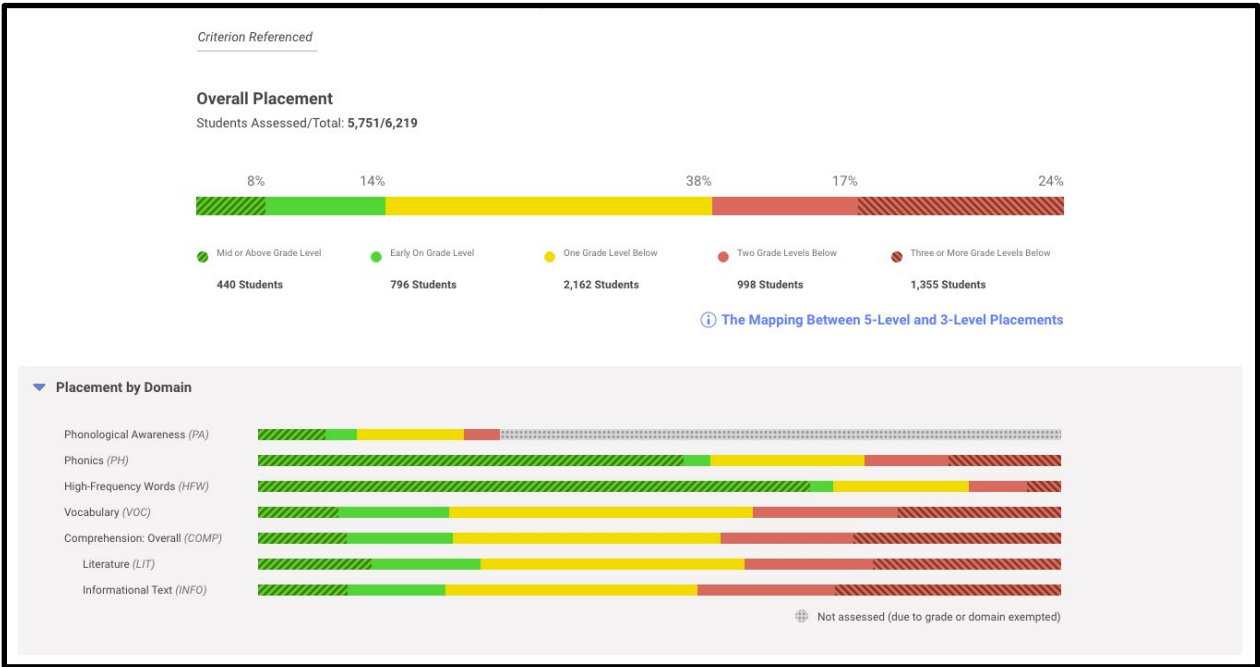 Criterion Referenced
Overall Placement
Students Assessed/Total: 5,751/6,219
8% 14% 38% 17% 24%
Mid or Above Grade Level Early On Grade Level One Grade Level Below Two Grade Levels Below Three or More Grade Levels Below
440 Students 796 Students 2,162 Students 998 Students 1,355 Students
The Mapping Between 5-Level and 3-Level Placements
Placement by Domain
Phonological Awareness (PA)
Phonics (PH)
High-Frequency Words (HFW)
Vocabulary (VOC)
Comprehension: Overall (COMP)
Literature (LIT)
Informational Text (INFO)
Not assessed (due to grade or domain exempted)